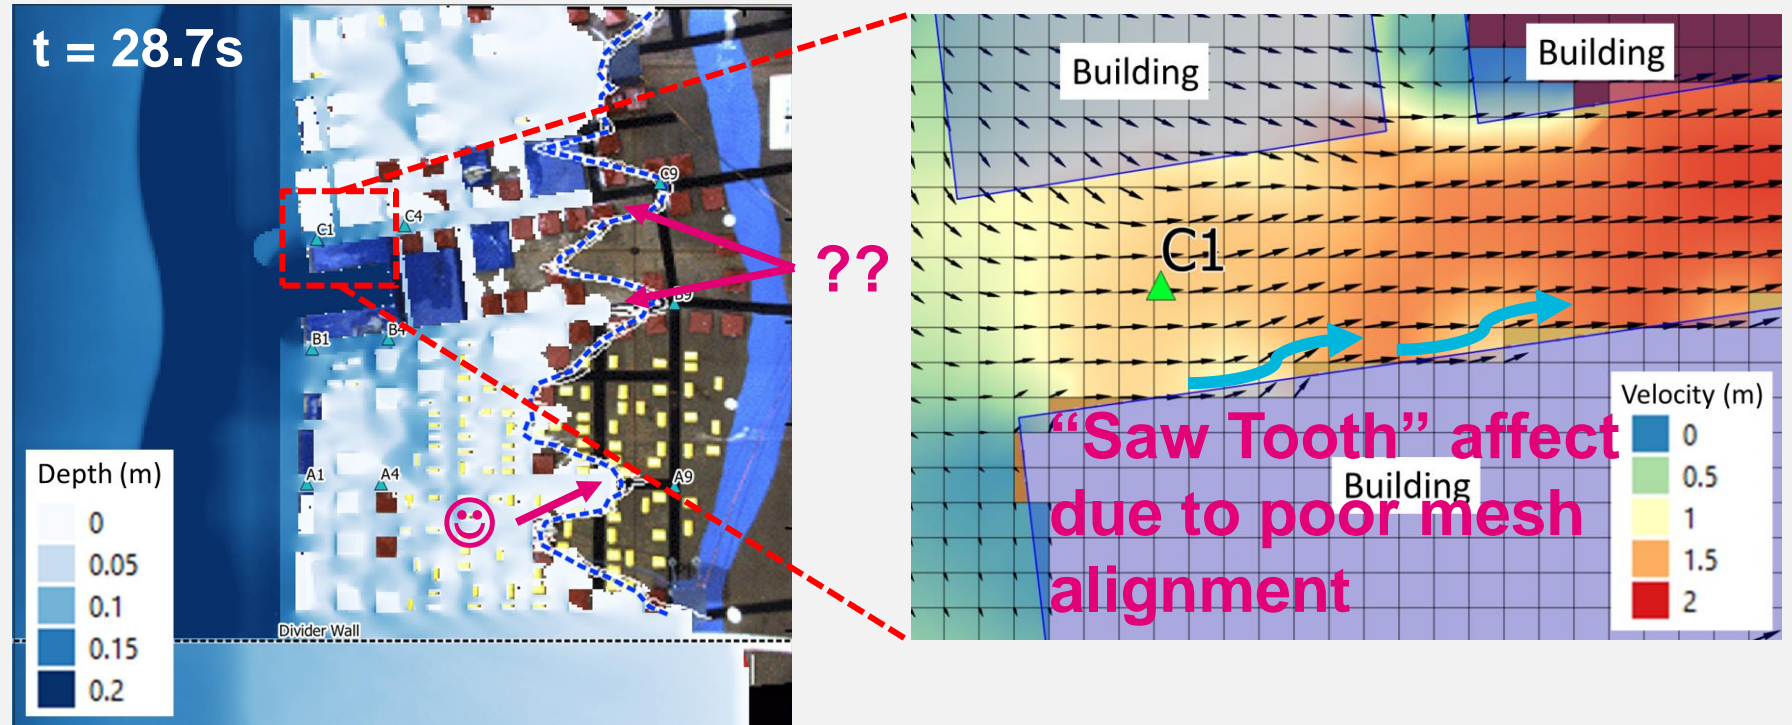 t = 28.7s
C9
C4
C1
B9
B1
B4
A1
A4
A9
Divider Wall
Depth (m)
0
0.05
0.1
0.15
0.2
??
Building
Building
C1
“Saw Tooth” affect
due to poor mesh
alignment
Building
Velocity (m)
0
0.5
1
1.5
2